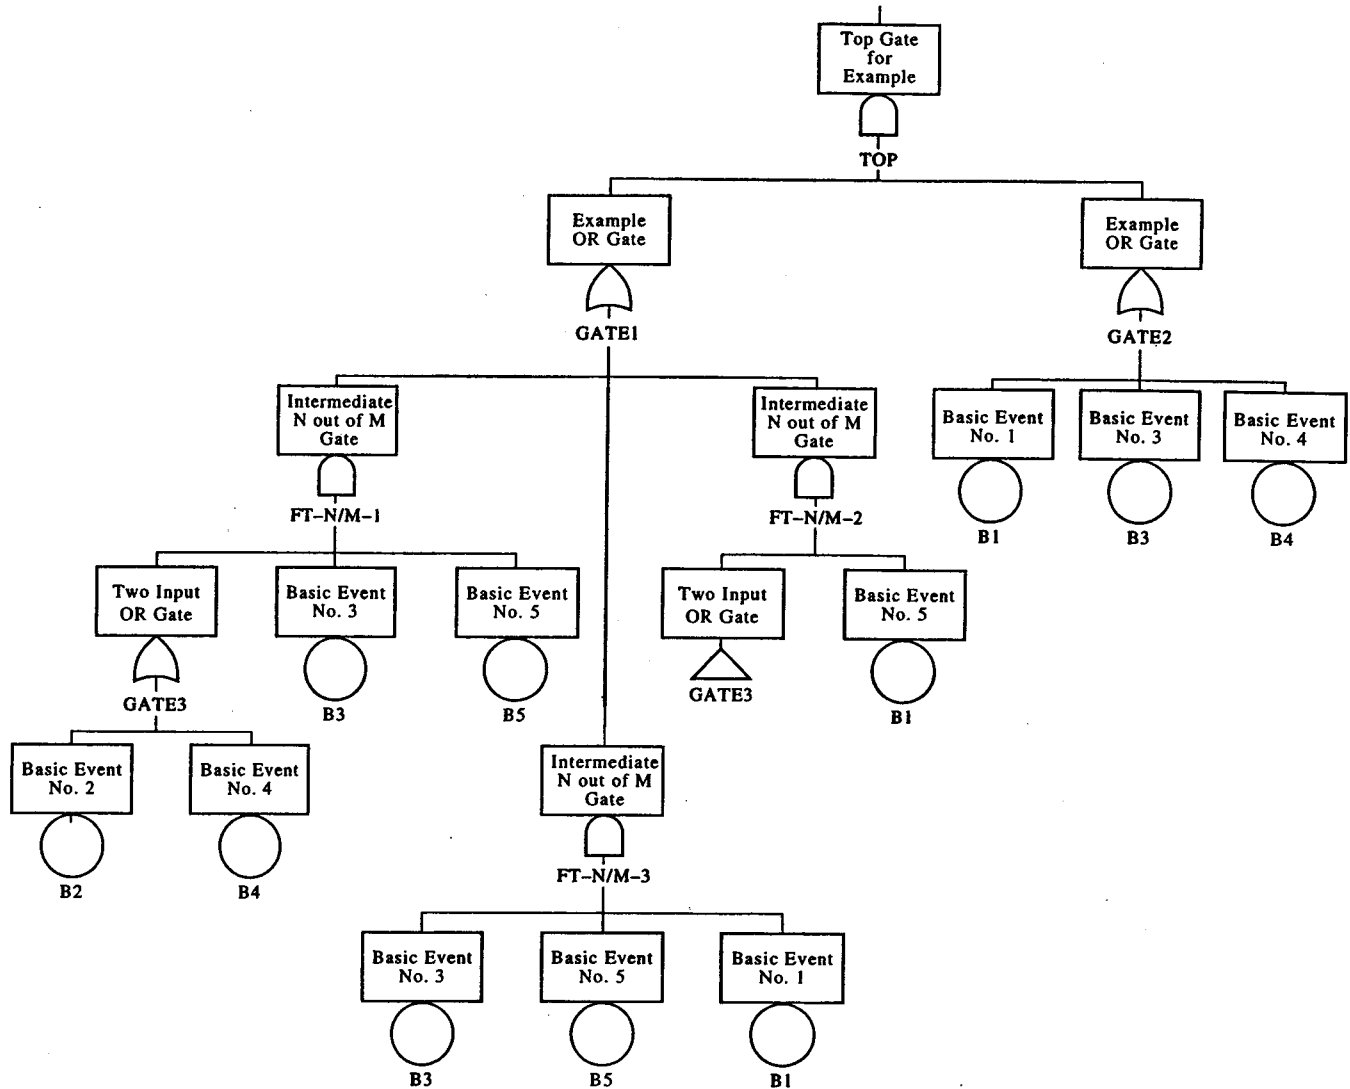 Top Gate
for
Example
TOP
Example
OR Gate
GATE1
Example
OR Gate
GATE2
Intermediate
N out of M
Gate
FT-N/M-1
Intermediate
N out of M
Gate
FT-N/M-2
Basic Event
No. 1
B1
Basic Event
No. 3
B3
Basic Event
No. 4
B4
Two Input
OR Gate
GATE3
Basic Event
No. 3
B3
Basic Event
No. 5
B5
Two Input
OR Gate
GATE3
Basic Event
No. 5
B1
Basic Event
No. 2
B2
Basic Event
No. 4
B4
Intermediate
N out of M
Gate
FT-N/M-3
Basic Event
No. 3
B3
Basic Event
No. 5
B5
Basic Event
No. 1
B1